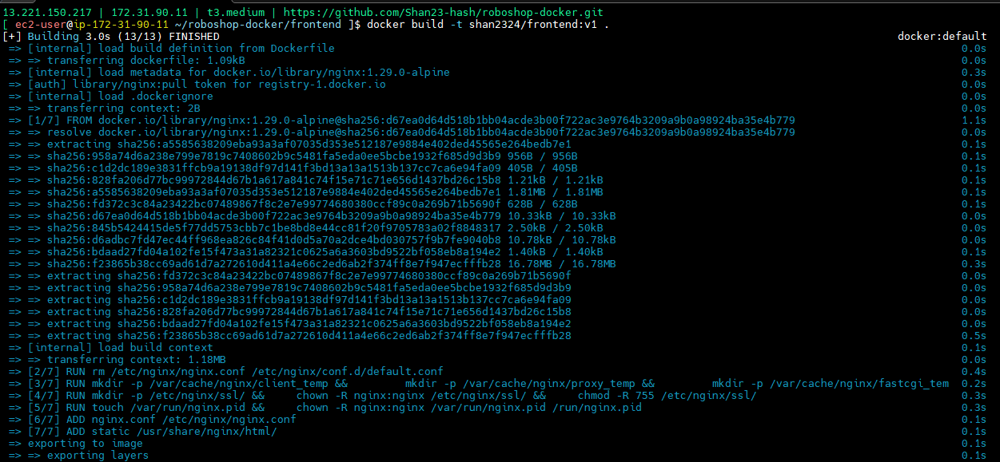 13.221.150.217 | 172.31.90.11 | t3.medium | https://github.com/Shan23-hash/roboshop-docker.git
[ ec2-user@ip-172-31-90-11 ~/roboshop-docker/frontend ]$ docker build -t shan2324/frontend:v1 .
[+] Building 3.0s (13/13) FINISHED docker:default
=> [internal] load build definition from Dockerfile 0.0s
=> => transferring dockerfile: 1.09kB 0.0s
=> [internal] load metadata for docker.io/library/nginx:1.29.0-alpine 0.3s
=> [auth] library/nginx:pull token for registry-1.docker.io 0.0s
=> [internal] load .dockerignore 0.0s
=> => transferring context: 2B 0.0s
=> [1/7] FROM docker.io/library/nginx:1.29.0-alpine@sha256:d67ea0d64d518b1bb04acde3b00f722ac3e9764b3209a9b0a98924ba35e4b779 1.1s
=> => resolve docker.io/library/nginx:1.29.0-alpine@sha256:d67ea0d64d518b1bb04acde3b00f722ac3e9764b3209a9b0a98924ba35e4b779 0.0s
=> => extracting sha256:a5585638209eba93a3af07035d353e512187e9884e402ded45565e264bedb7e1 0.1s
=> => sha256:958a74d6a238e799e7819c7408602b9c5481fa5eda0ee5bcbe1932f685d9d3b9 956B / 956B 0.1s
=> => sha256:c1d2dc189e3831ffcb9a19138df97d141f3bd13a13a1513b137cc7ca6e94fa09 405B / 405B 0.1s
=> => sha256:828fa206d77bc99972844d67b1a617a841c74f15e71c71e656d1437bd26c15b8 1.21kB / 1.21kB 0.1s
=> => sha256:a5585638209eba93a3af07035d353e512187e9884e402ded45565e264bedb7e1 1.81MB / 1.81MB 0.1s
=> => sha256:fd372c3c84a23422bc07489867f8c2e7e99774680380ccf89c0a269b71b5690f 628B / 628B 0.1s
=> => sha256:d67ea0d64d518b1bb04acde3b00f722ac3e9764b3209a9b0a98924ba35e4b779 10.33kB / 10.33kB 0.0s
=> => sha256:845b5424415de5f77dd5753cbb7c1be8bd8e44cc81f20f9705783a02f8848317 2.50kB / 2.50kB 0.0s
=> => sha256:d6adbc7fd47ec44ff968ea826c84f41d0d5a70a2dce4bd030757f9b7fe9040b8 10.78kB / 10.78kB 0.0s
=> => sha256:bdaad27fd04a102fe15f473a31a82321c0625a6a3603bd9522bf058eb8a194e2 1.40kB / 1.40kB 0.1s
=> => sha256:f23865b38cc69ad61d7a272610d411a4e66c2ed6ab2f374ff8e7f947ecfffb28 16.78MB / 16.78MB 0.3s
=> => extracting sha256:fd372c3c84a23422bc07489867f8c2e7e99774680380ccf89c0a269b71b5690f 0.0s
=> => extracting sha256:958a74d6a238e799e7819c7408602b9c5481fa5eda0ee5bcbe1932f685d9d3b9 0.0s
=> => extracting sha256:c1d2dc189e3831ffcb9a19138df97d141f3bd13a13a1513b137cc7ca6e94fa09 0.0s
=> => extracting sha256:828fa206d77bc99972844d67b1a617a841c74f15e71c71e656d1437bd26c15b8 0.0s
=> => extracting sha256:bdaad27fd04a102fe15f473a31a82321c0625a6a3603bd9522bf058eb8a194e2 0.0s
=> => extracting sha256:f23865b38cc69ad61d7a272610d411a4e66c2ed6ab2f374ff8e7f947ecfffb28 0.5s
=> [internal] load build context 0.1s
=> => transferring context: 1.18MB 0.0s
=> [2/7] RUN rm /etc/nginx/nginx.conf /etc/nginx/conf.d/default.conf 0.4s
=> [3/7] RUN mkdir -p /var/cache/nginx/client_temp && mkdir -p /var/cache/nginx/proxy_temp && mkdir -p /var/cache/nginx/fastcgi_tem 0.2s
=> [4/7] RUN mkdir -p /etc/nginx/ssl/ && chown -R nginx:nginx /etc/nginx/ssl/ && chmod -R 755 /etc/nginx/ssl/ 0.3s
=> [5/7] RUN touch /var/run/nginx.pid && chown -R nginx:nginx /var/run/nginx.pid /run/nginx.pid 0.3s
=> [6/7] ADD nginx.conf /etc/nginx/nginx.conf 0.1s
=> [7/7] ADD static /usr/share/nginx/html/ 0.1s
=> exporting to image 0.1s
=> => exporting layers 0.1s